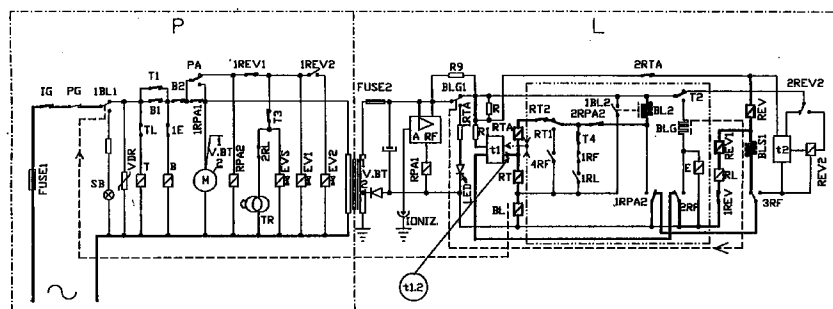 P L
PA 1REV1 1REV2 2RTA
T1 FUSE2 R9
IG PG 1BL1 B2 BLG1 T2 2REV2
B1 1RPA1 T3 1RTA R RT2 1BL2 BL2 REV
TL 1E 2RL A RF R1 RTA 2RPA2 BLG
VDR V.BT t1 RT1 T4 REV1 BLS1 t2
FUSE1 T B M RPA2 EVS EV1 EV2 V.BT RPA1 RT 4RF 1RF E RL REV2
SB LED 1RL
TR IONIZ. BL 1RPA2 2RF 1REV 3RF
t1.2